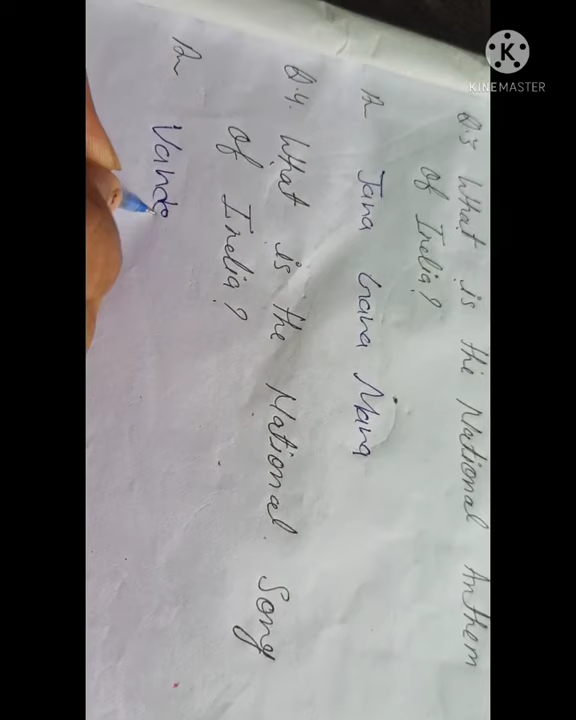 Q.3 What is the National Anthem
of India?
A Jana Gana Mana
Q.4. What is the National Song
of India?
A Vande
K
KINEMASTER